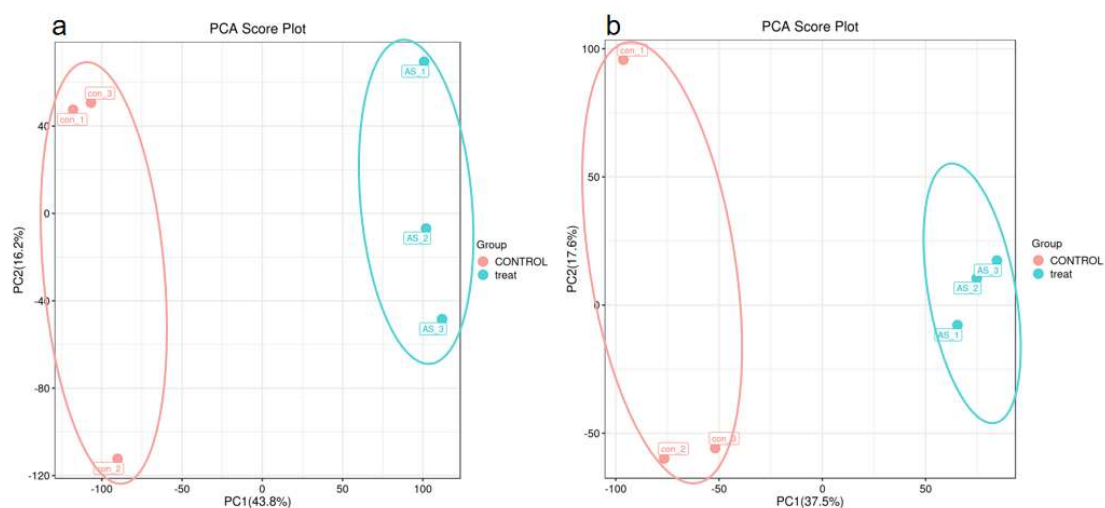 a
PCA Score Plot
AS_1
con_3
con_1
AS_2
AS_3
con_2
40
0
-40
-80
-120
-100
-50
0
50
100
PC2(16.2%)
PC1(43.8%)
Group
CONTROL
treat
b
PCA Score Plot
con_1
AS_3
AS_2
AS_1
con_3
con_2
100
50
0
-50
-100
-50
0
50
PC2(17.6%)
PC1(37.5%)
Group
CONTROL
treat